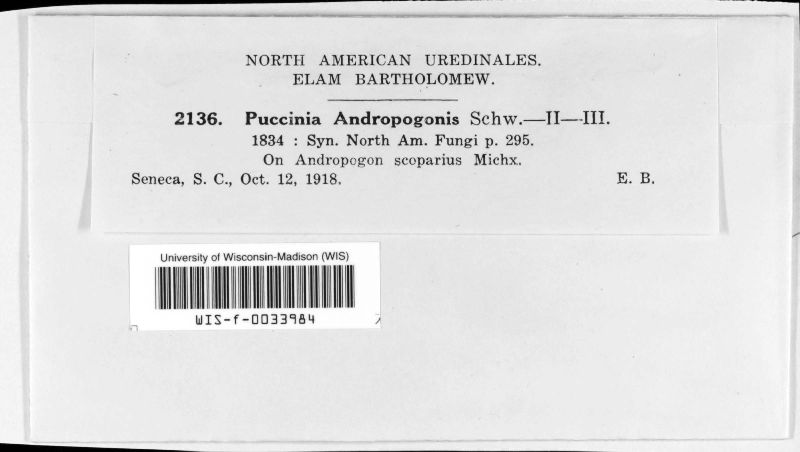 NORTH AMERICAN UREDINALES.
ELAM BARTHOLOMEW.
2136. Puccinia Andropogonis Schw.—II—III.
1834 : Syn. North Am. Fungi p. 295.
On Andropogon scoparius Michx.
Seneca, S. C., Oct. 12, 1918. E. B.
University of Wisconsin-Madison (WIS)
WIS-f-0033984